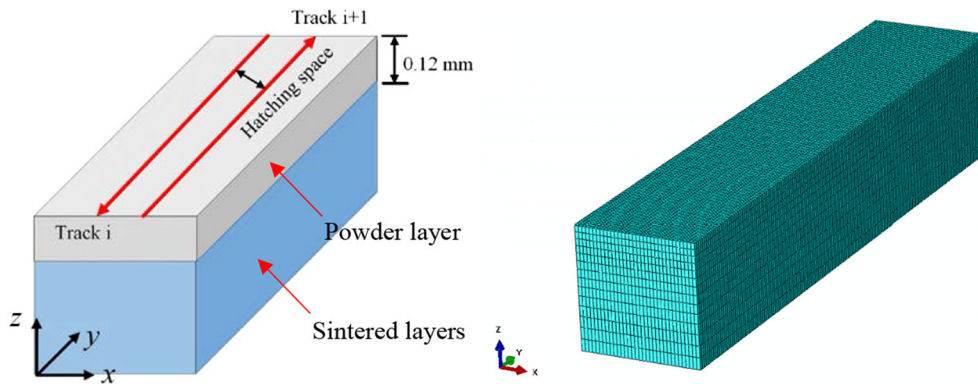 Track i+1
0.12 mm
Hatching space
Track i
Powder layer
Sintered layers
z
y
x
Z
Y
X